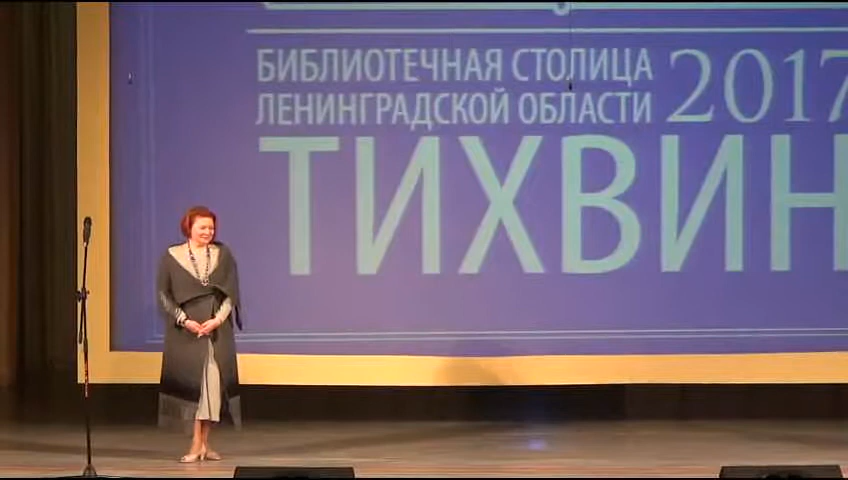 БИБЛИОТЕЧНАЯ СТОЛИЦА
ЛЕНИНГРАДСКОЙ ОБЛАСТИ 2017
ТИХВИН